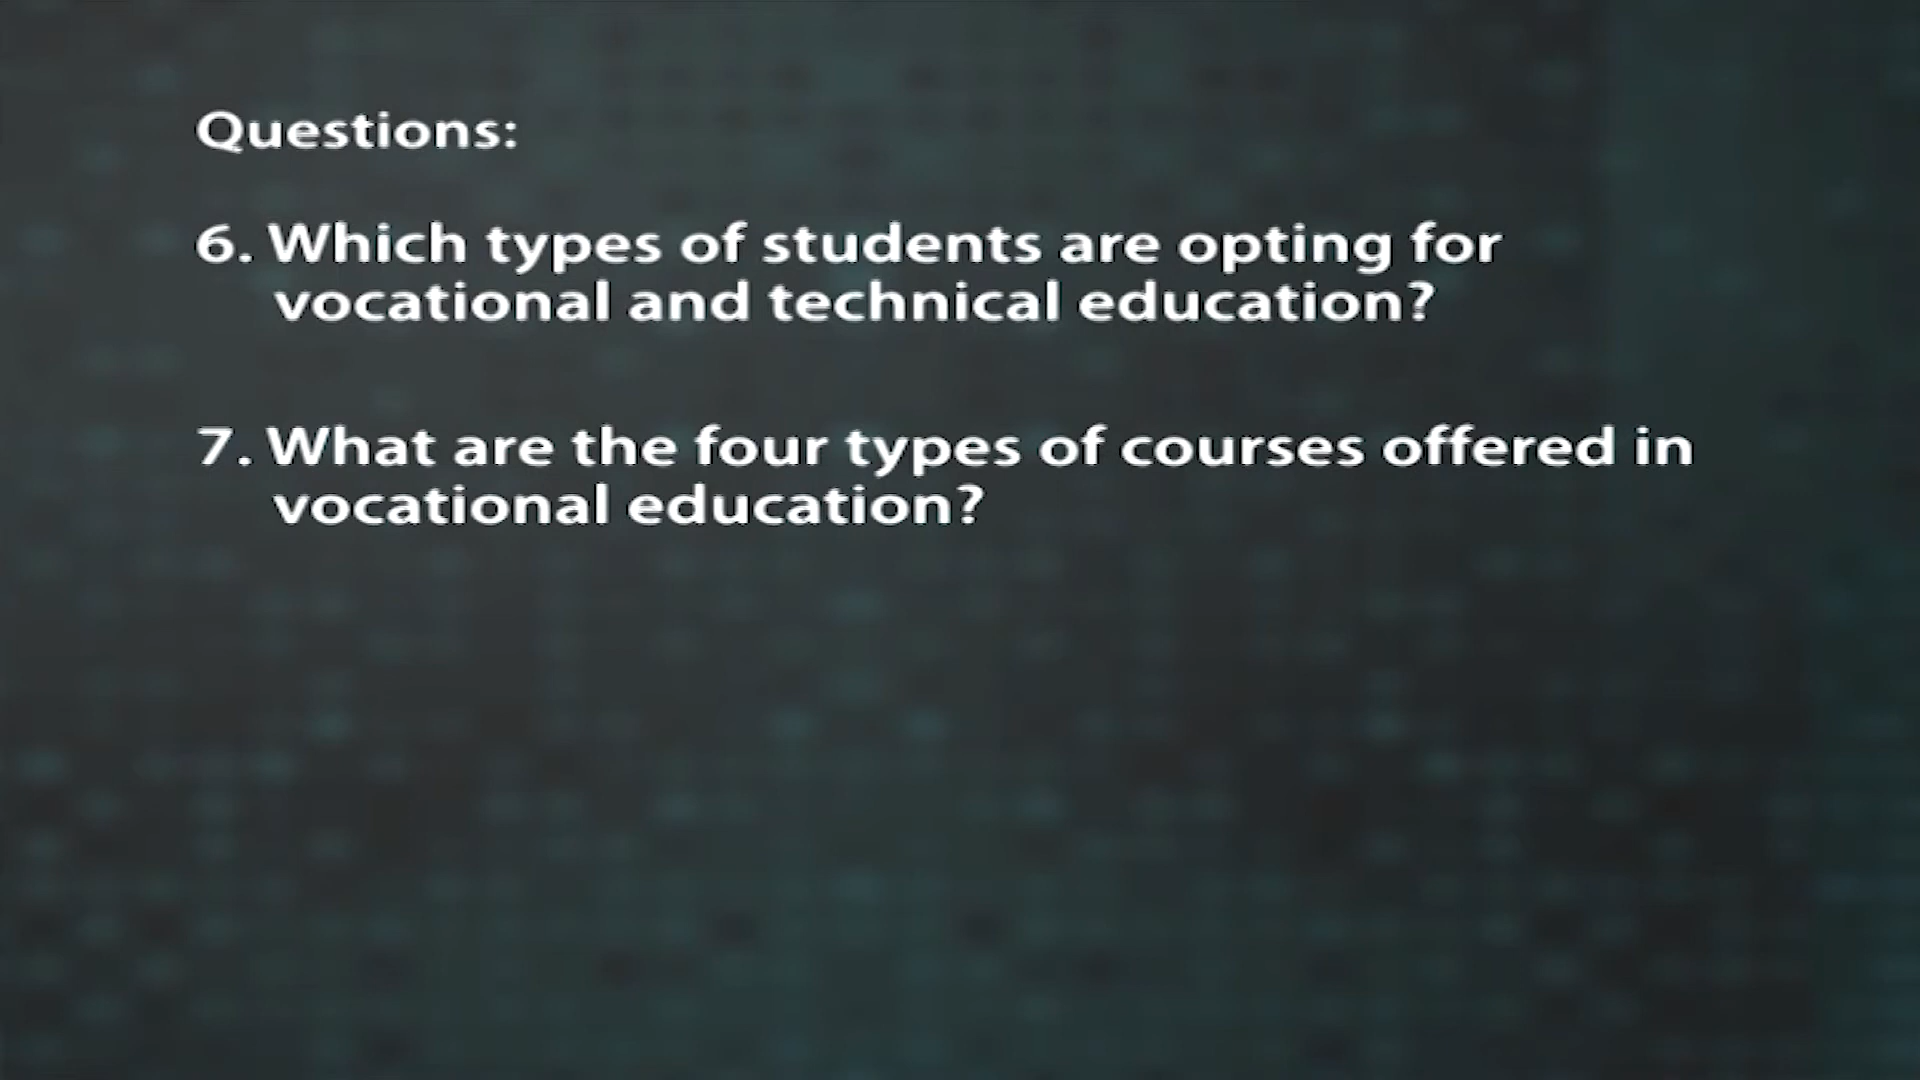 Questions:
6. Which types of students are opting for
vocational and technical education?
7. What are the four types of courses offered in
vocational education?